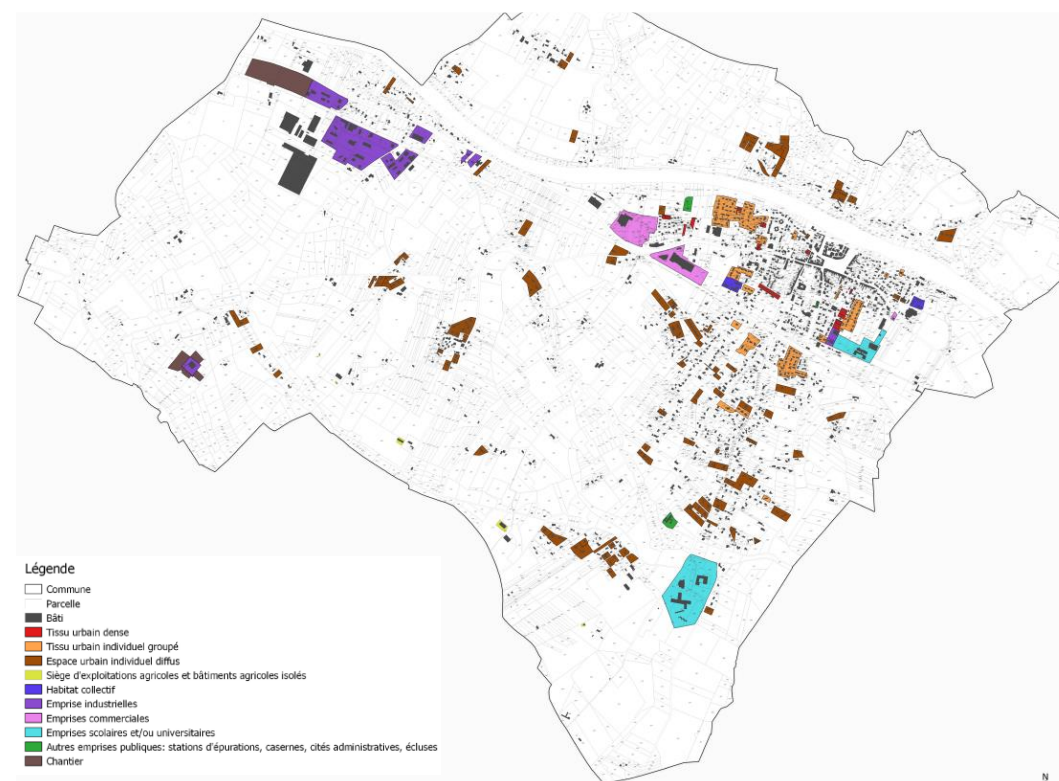 Légende
Commune
Parcelle
Bâti
Tissu urbain dense
Tissu urbain individuel groupé
Espace urbain individuel diffus
Siège d'exploitations agricoles et bâtiments agricoles isolés
Habitat collectif
Emprise industrielles
Emprises commerciales
Emprises scolaires et/ou universitaires
Autres emprises publiques: stations d'épurations, casernes, cités administratives, écluses
Chantier
N